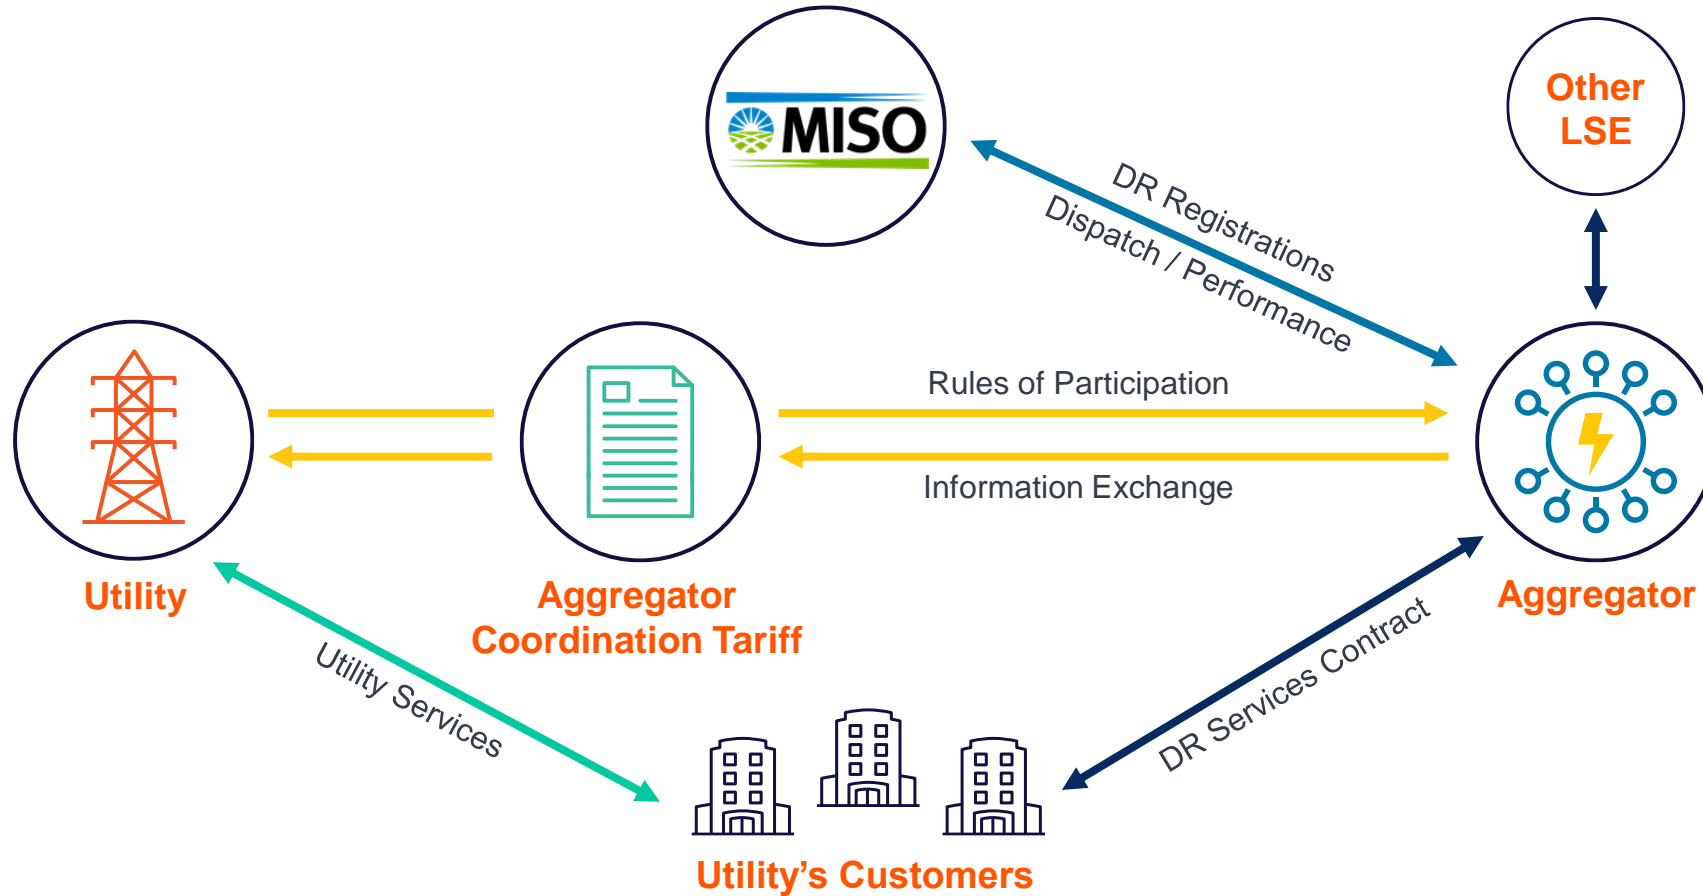 MISO
Other
LSE
DR Registrations
Dispatch / Performance
Rules of Participation
Information Exchange
Utility
Aggregator
Coordination Tariff
Aggregator
Utility Services
DR Services Contract
Utility’s Customers